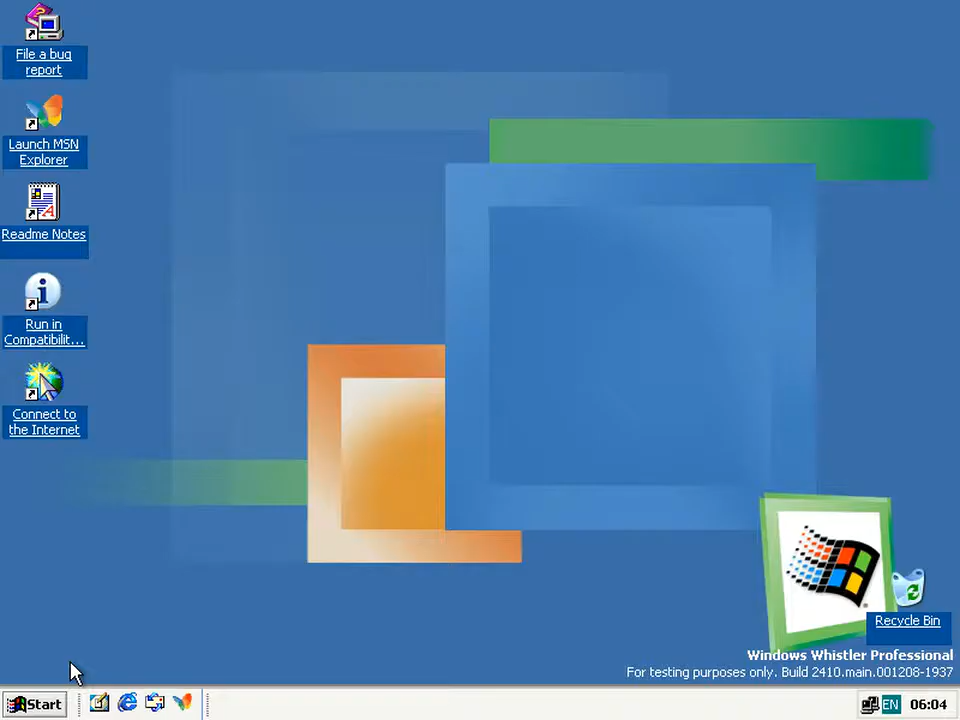 File a bug
report
Launch MSN
Explorer
Readme Notes
Run in
Compatibilit...
Connect to
the Internet
Recycle Bin
Windows Whistler Professional
For testing purposes only. Build 2410.main.001208-1937
Start
EN
06:04